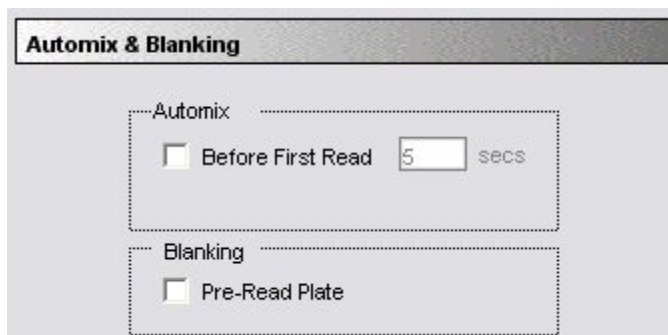 Automix & Blanking
Automix
Before First Read 5 secs
Blanking
Pre-Read Plate